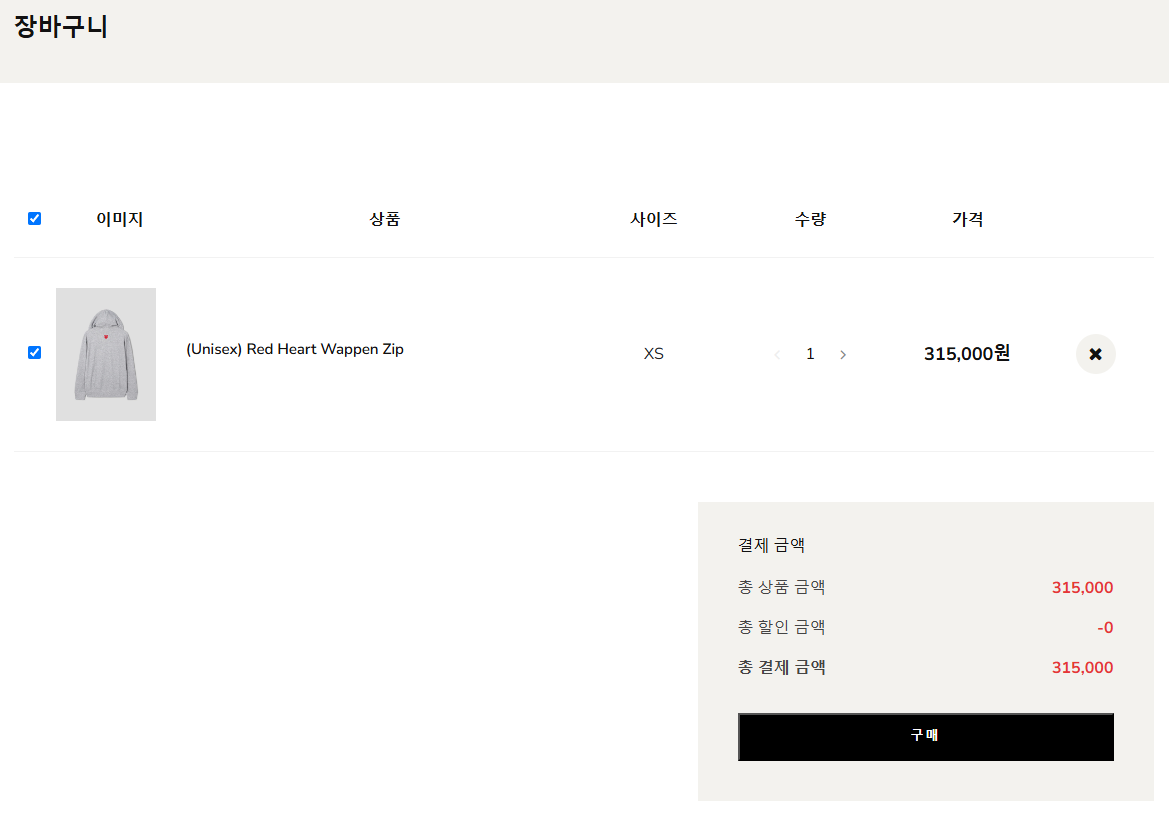 장바구니
이미지 상품 사이즈 수량 가격
(Unisex) Red Heart Wappen Zip XS 1 315,000원
결제 금액
총 상품 금액 315,000
총 할인 금액 -0
총 결제 금액 315,000
구매